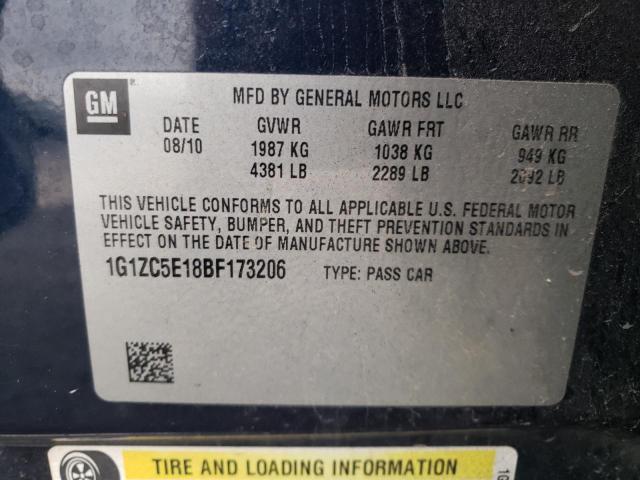 GM
MFD BY GENERAL MOTORS LLC
DATE GVWR GAWR FRT GAWR RR
08/10 1987 KG 1038 KG 949 KG
4381 LB 2289 LB 2092 LB
THIS VEHICLE CONFORMS TO ALL APPLICABLE U.S. FEDERAL MOTOR
VEHICLE SAFETY, BUMPER, AND THEFT PREVENTION STANDARDS IN
EFFECT ON THE DATE OF MANUFACTURE SHOWN ABOVE.
1G1ZC5E18BF173206 TYPE: PASS CAR
TIRE AND LOADING INFORMATION
1G